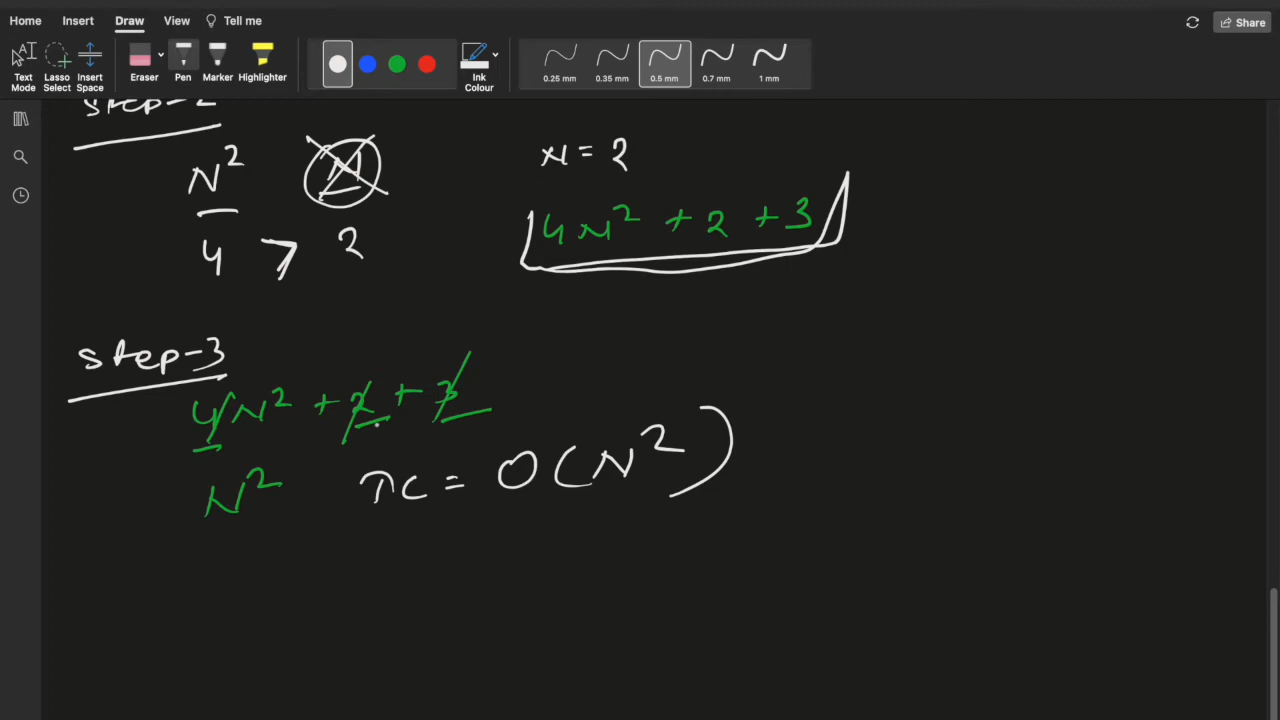 Home Insert Draw View Tell me
Share
Text Mode Lasso Select Insert Space Eraser Pen Marker Highlighter Ink Colour 0.25 mm 0.35 mm 0.5 mm 0.7 mm 1 mm
step-2
N² N N = 2
4N² + 2 + 3
4 > 2
step-3
4N² + 2 + 3
N² TC = O(N²)